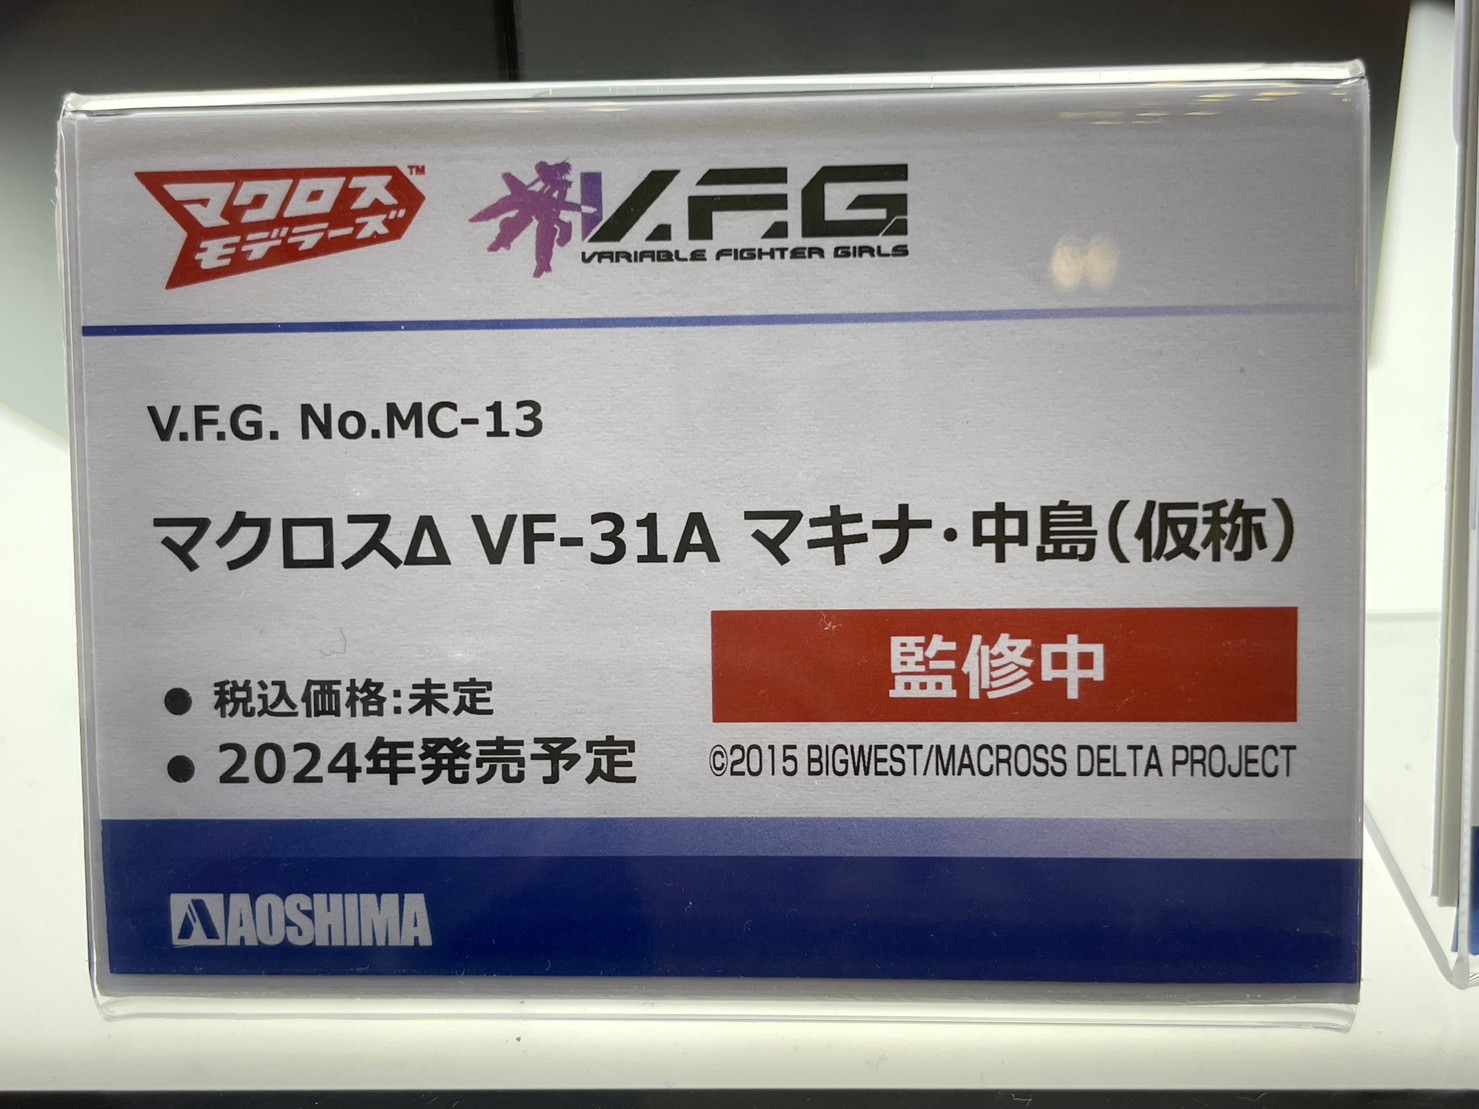 マクロス™
モデラーズ
V.F.G
VARIABLE FIGHTER GIRLS
V.F.G. No.MC-13
マクロスΔ VF-31A マキナ・中島(仮称)
監修中
● 税込価格:未定
● 2024年発売予定
©2015 BIGWEST/MACROSS DELTA PROJECT
AOSHIMA